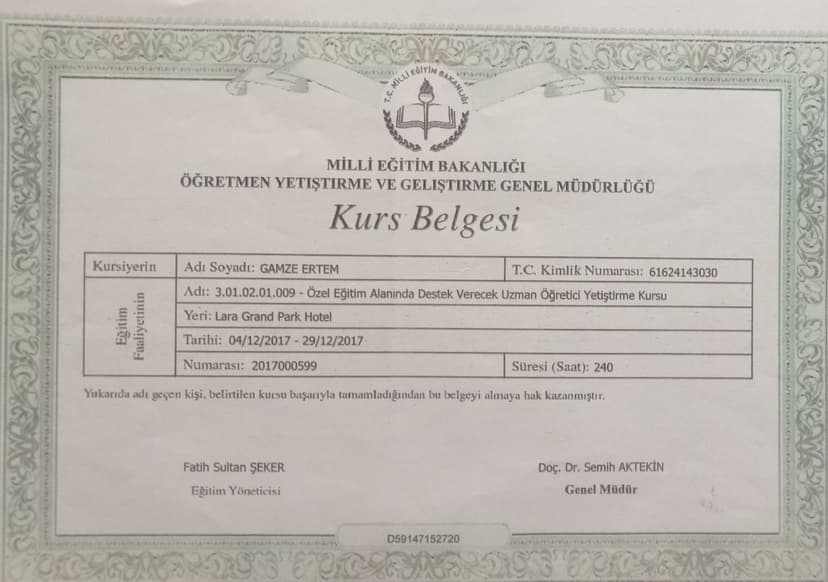 T.C. MİLLİ EĞİTİM BAKANLIĞI
MİLLİ EĞİTİM BAKANLIĞI
ÖĞRETMEN YETİŞTİRME VE GELİŞTİRME GENEL MÜDÜRLÜĞÜ
Kurs Belgesi
Kursiyerin Adı Soyadı: GAMZE ERTEM T.C. Kimlik Numarası: 61624143030
Eğitim Faaliyetinin
Adı: 3.01.02.01.009 - Özel Eğitim Alanında Destek Verecek Uzman Öğretici Yetiştirme Kursu
Yeri: Lara Grand Park Hotel
Tarihi: 04/12/2017 - 29/12/2017
Numarası: 2017000599 Süresi (Saat): 240
Yukarıda adı geçen kişi, belirtilen kursu başarıyla tamamladığından bu belgeyi almaya hak kazanmıştır.
Fatih Sultan ŞEKER Doç. Dr. Semih AKTEKİN
Eğitim Yöneticisi Genel Müdür
D59147152720